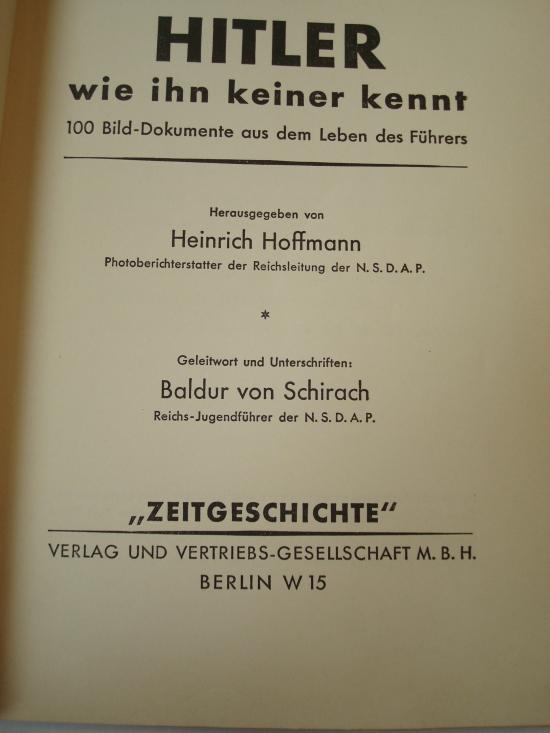 HITLER
wie ihn keiner kennt
100 Bild-Dokumente aus dem Leben des Führers
Herausgegeben von
Heinrich Hoffmann
Photoberichterstatter der Reichsleitung der N. S. D. A. P.
*
Geleitwort und Unterschriften:
Baldur von Schirach
Reichs-Jugendführer der N. S. D. A. P.
„ZEITGESCHICHTE“
VERLAG UND VERTRIEBS-GESELLSCHAFT M. B. H.
BERLIN W 15